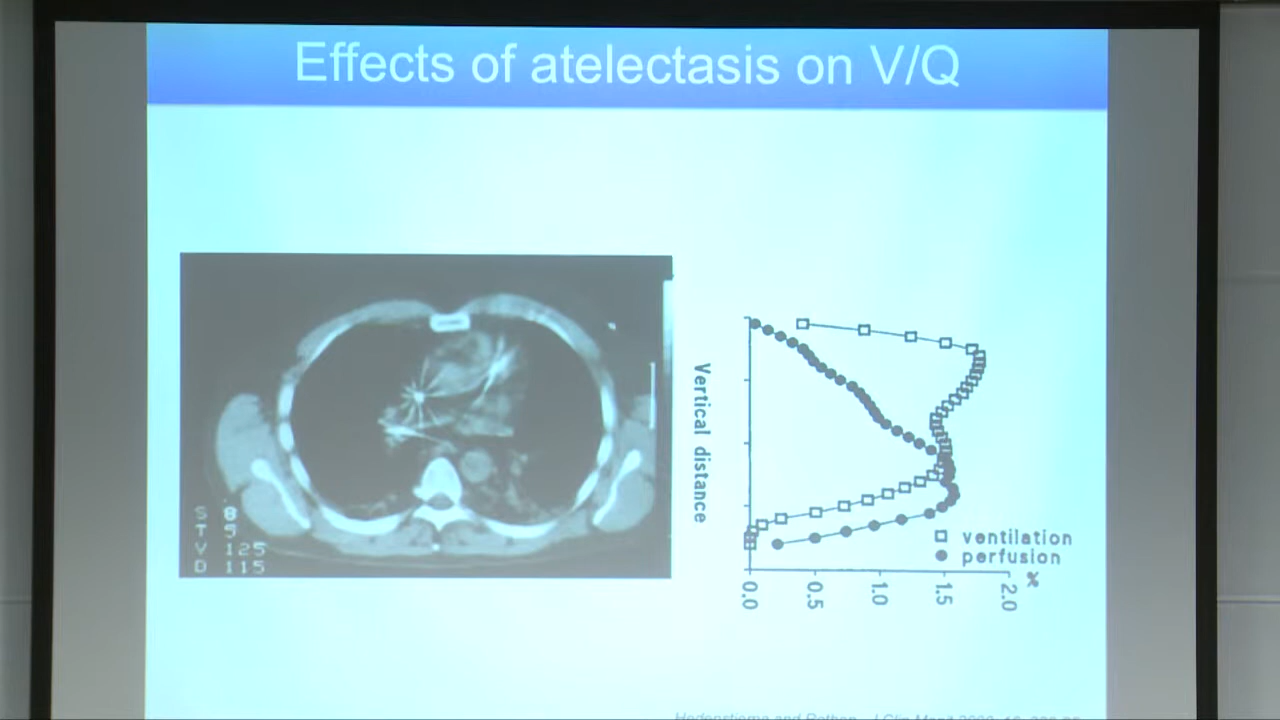 Effects of atelectasis on V/Q
S 8
T 5
V 125
D 115
Vertical distance
ventilation
perfusion
%
0.0
0.5
1.0
1.5
2.0